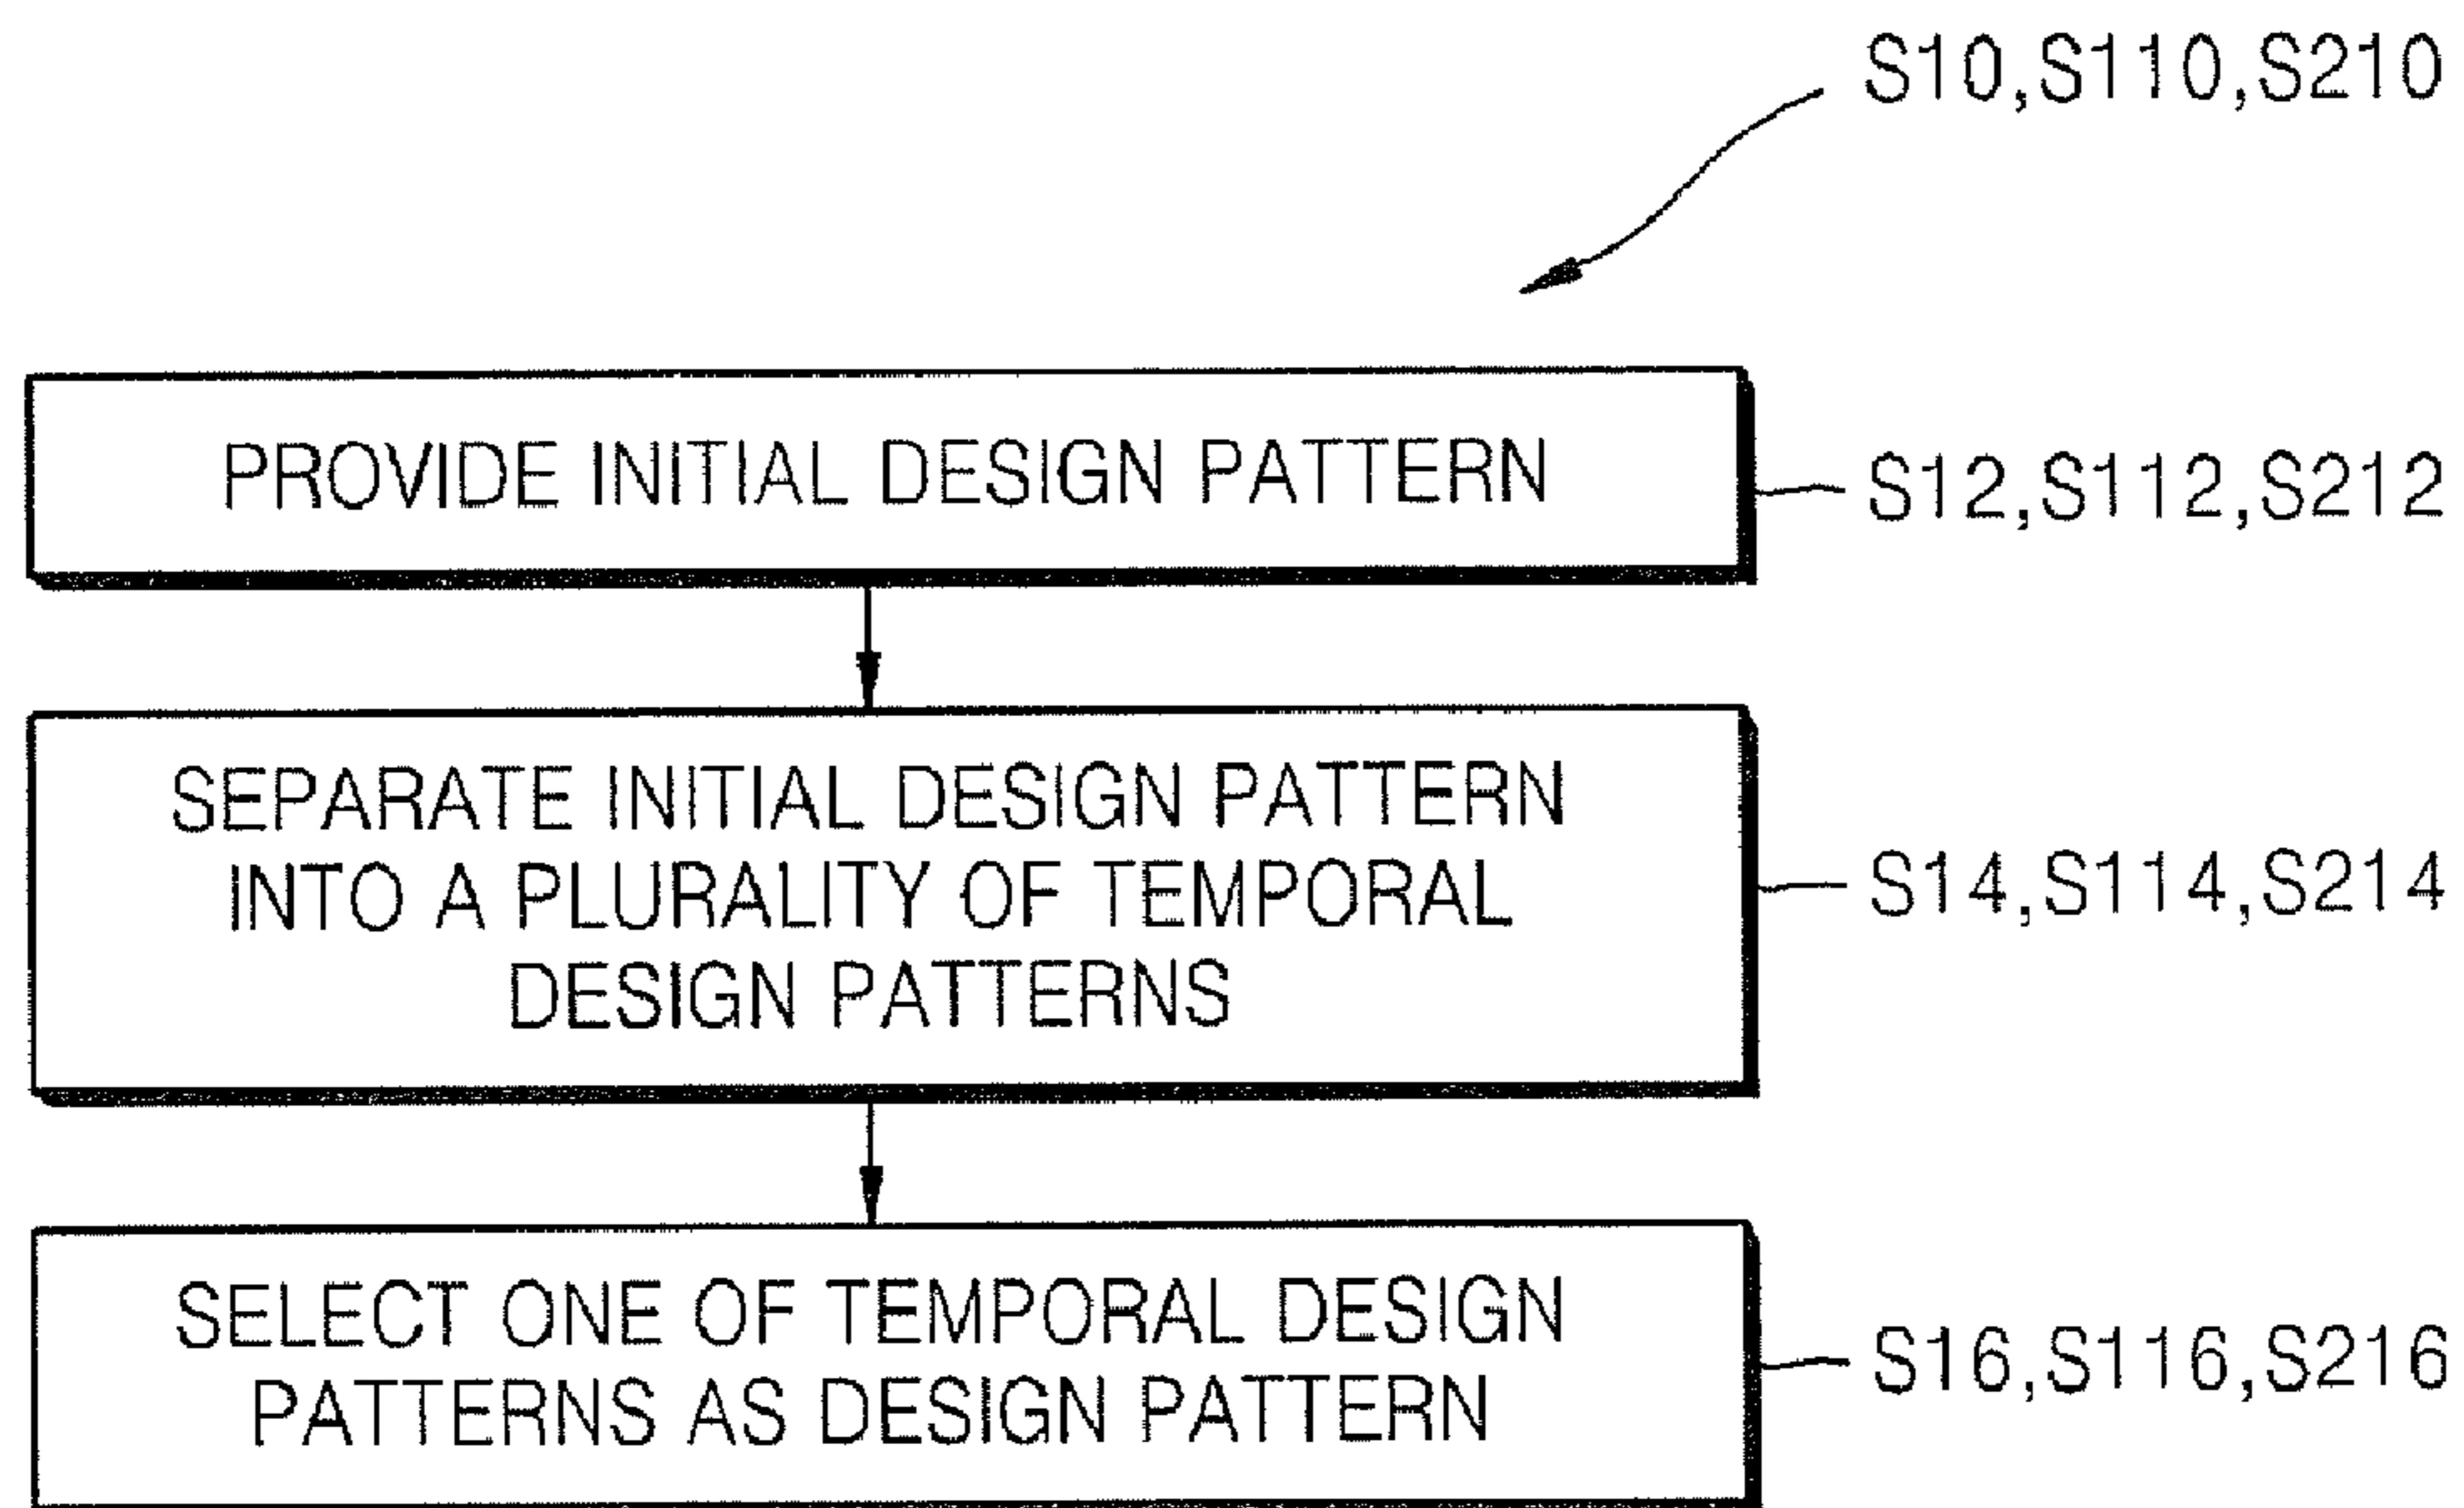 S10,S110,S210
PROVIDE INITIAL DESIGN PATTERN
S12,S112,S212
SEPARATE INITIAL DESIGN PATTERN
INTO A PLURALITY OF TEMPORAL
DESIGN PATTERNS
S14,S114,S214
SELECT ONE OF TEMPORAL DESIGN
PATTERNS AS DESIGN PATTERN
S16,S116,S216